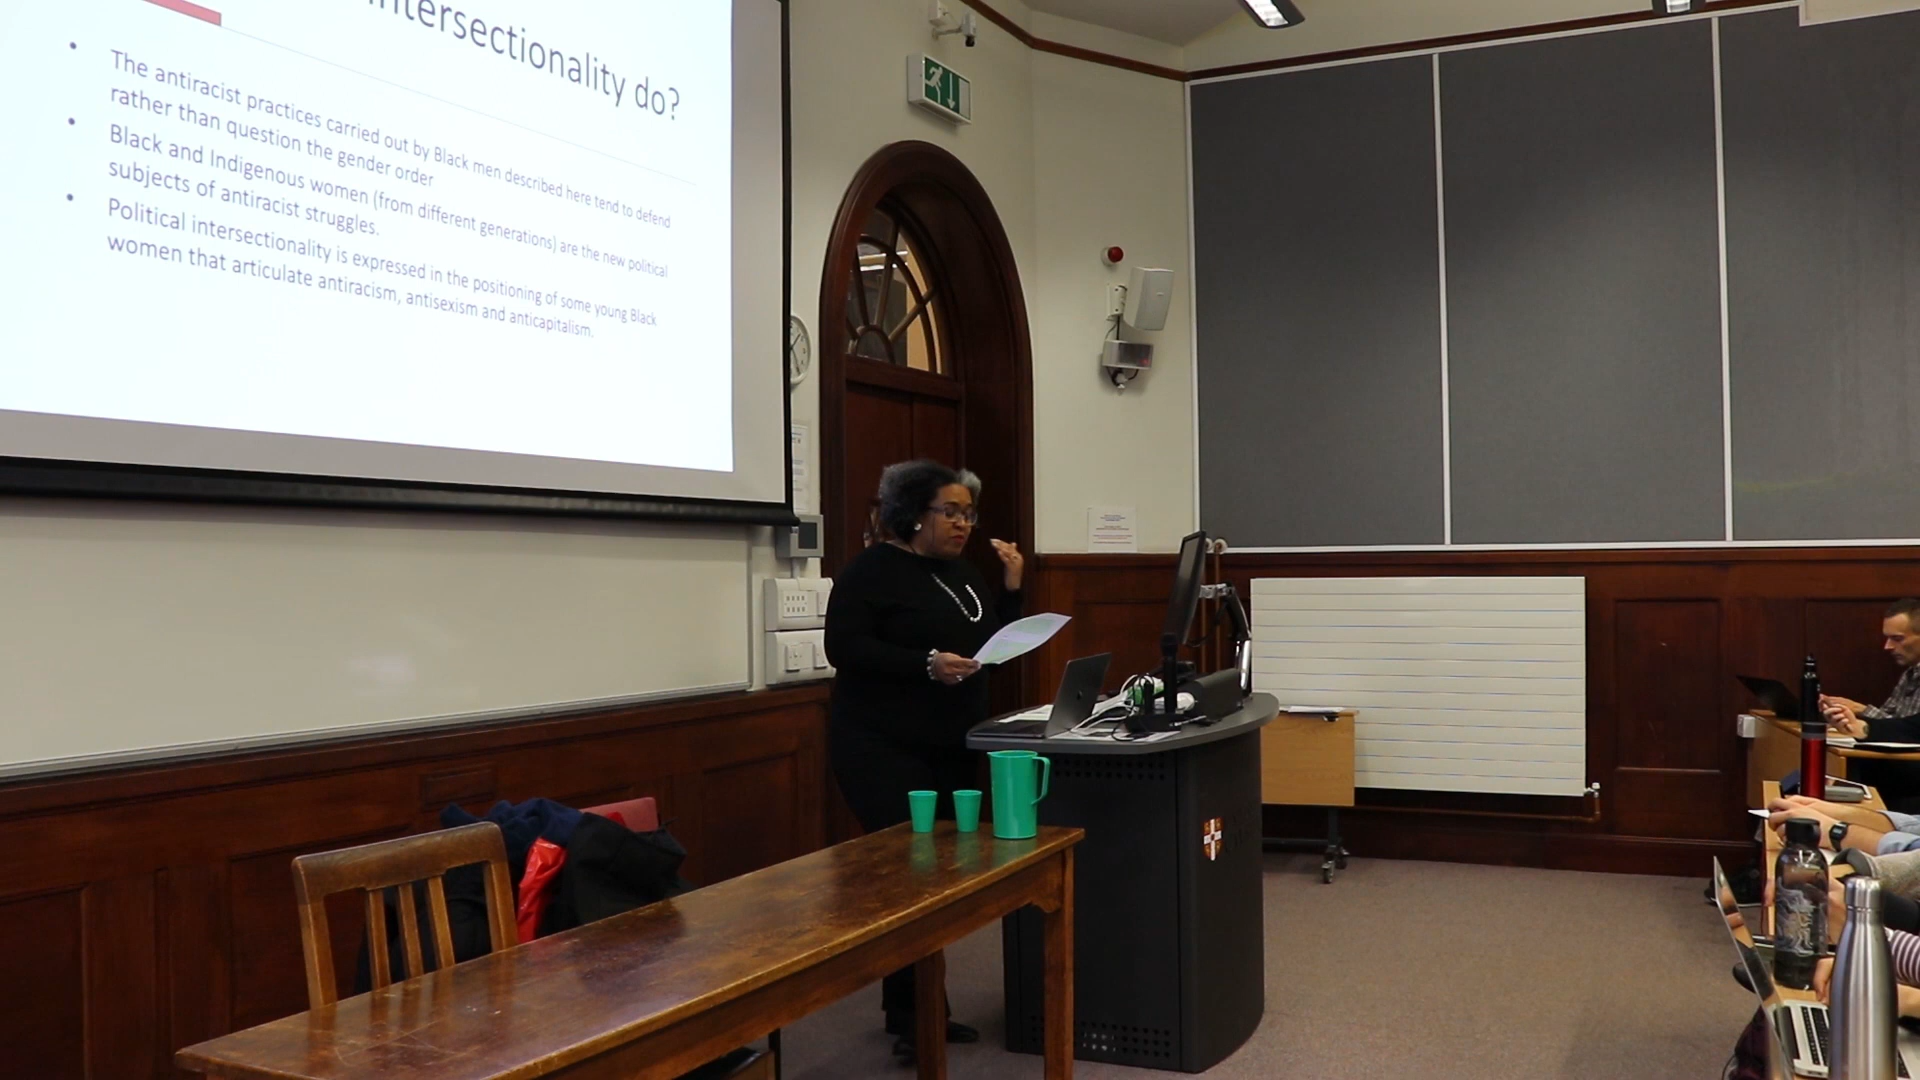 intersectionality do?
The antiracist practices carried out by Black men described here tend to defend
rather than question the gender order
Black and Indigenous women (from different generations) are the new political
subjects of antiracist struggles.
Political intersectionality is expressed in the positioning of some young Black
women that articulate antiracism, antisexism and anticapitalism.